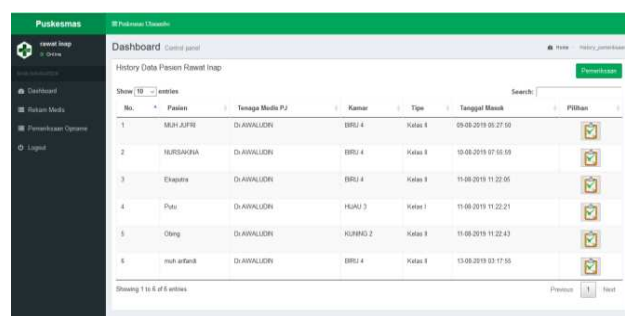 Puskesmas
rawat inap
Online
Dashboard
Rekam Medis
Pemeriksaan Opname
Logout
Dashboard Control panel
Home
History Data Pasien Rawat Inap
Pemeriksaan
Show 10 entries
Search:
No. Pasien Tenaga Medis PJ Kamar Tipe Tanggal Masuk Pilihan
1 MUH JUFRI Dr.AWALUDIN BIRU 4 Kelas II 09-08-2019 05:27:50
2 NURSAKINA Dr.AWALUDIN BIRU 4 Kelas II 10-08-2019 07:55:59
3 Ekaputra Dr.AWALUDIN BIRU 4 Kelas II 11-08-2019 11:22:05
4 Putu Dr.AWALUDIN HIJAU 3 Kelas I 11-08-2019 11:22:21
5 Obing Dr.AWALUDIN KUNING 2 Kelas II 11-08-2019 11:22:43
6 muh arfandi Dr.AWALUDIN BIRU 4 Kelas II 13-08-2019 03:17:55
Showing 1 to 6 of 6 entries
Previous 1 Next